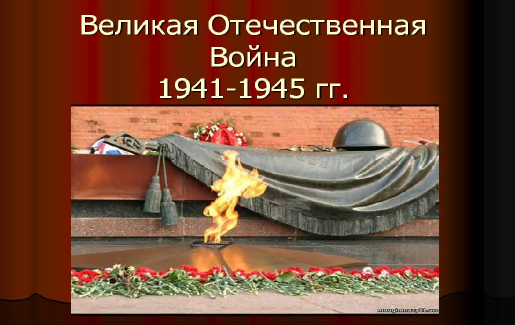 Великая Отечественная
Война
1941-1945 гг.